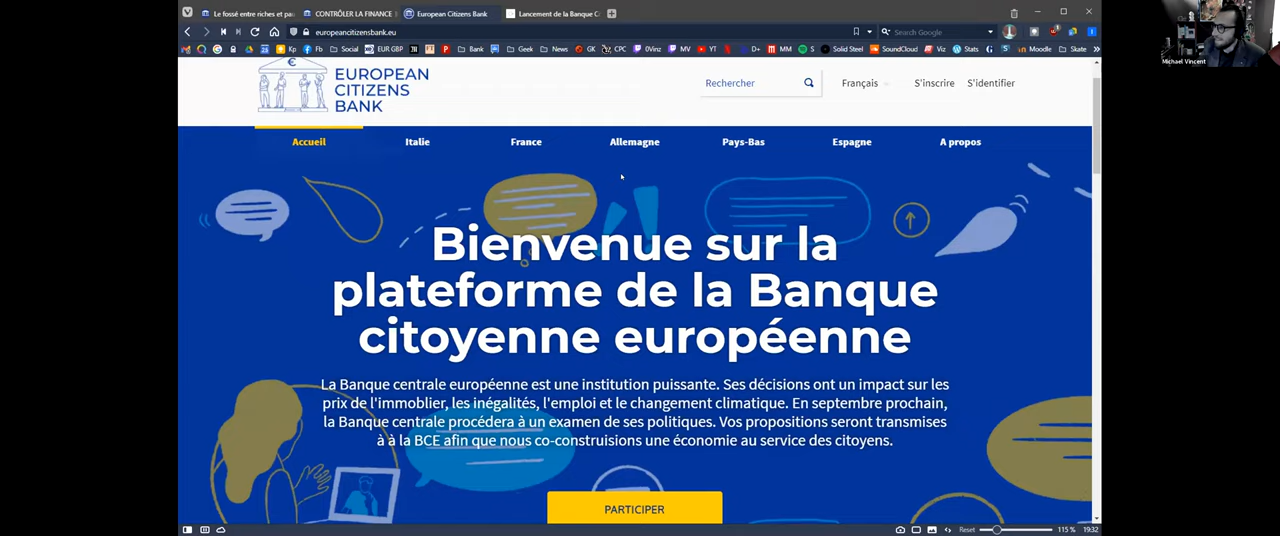 Le fossé entre riches et pa
CONTRÔLER LA FINANCE
European Citizens Bank
Lancement de la Banque C
europeancitizensbank.eu
Search Google
Kp
Fb
Social
EUR GBP
P
Bank
Geek
News
GK
CPC
0Vinz
MV
YT
D+
MM
S
Solid Steel
SoundCloud
Viz
Stats
in
Moodle
Skate
Michael Vincent
EUROPEAN
CITIZENS
BANK
Rechercher
Français
S'inscrire
S'identifier
Accueil
Italie
France
Allemagne
Pays-Bas
Espagne
A propos
Bienvenue sur la
plateforme de la Banque
citoyenne européenne
La Banque centrale européenne est une institution puissante. Ses décisions ont un impact sur les
prix de l'immobilier, les inégalités, l'emploi et le changement climatique. En septembre prochain,
la Banque centrale procédera à un examen de ses politiques. Vos propositions seront transmises
à à la BCE afin que nous co-construisions une économie au service des citoyens.
PARTICIPER
Reset
115 %
19:32